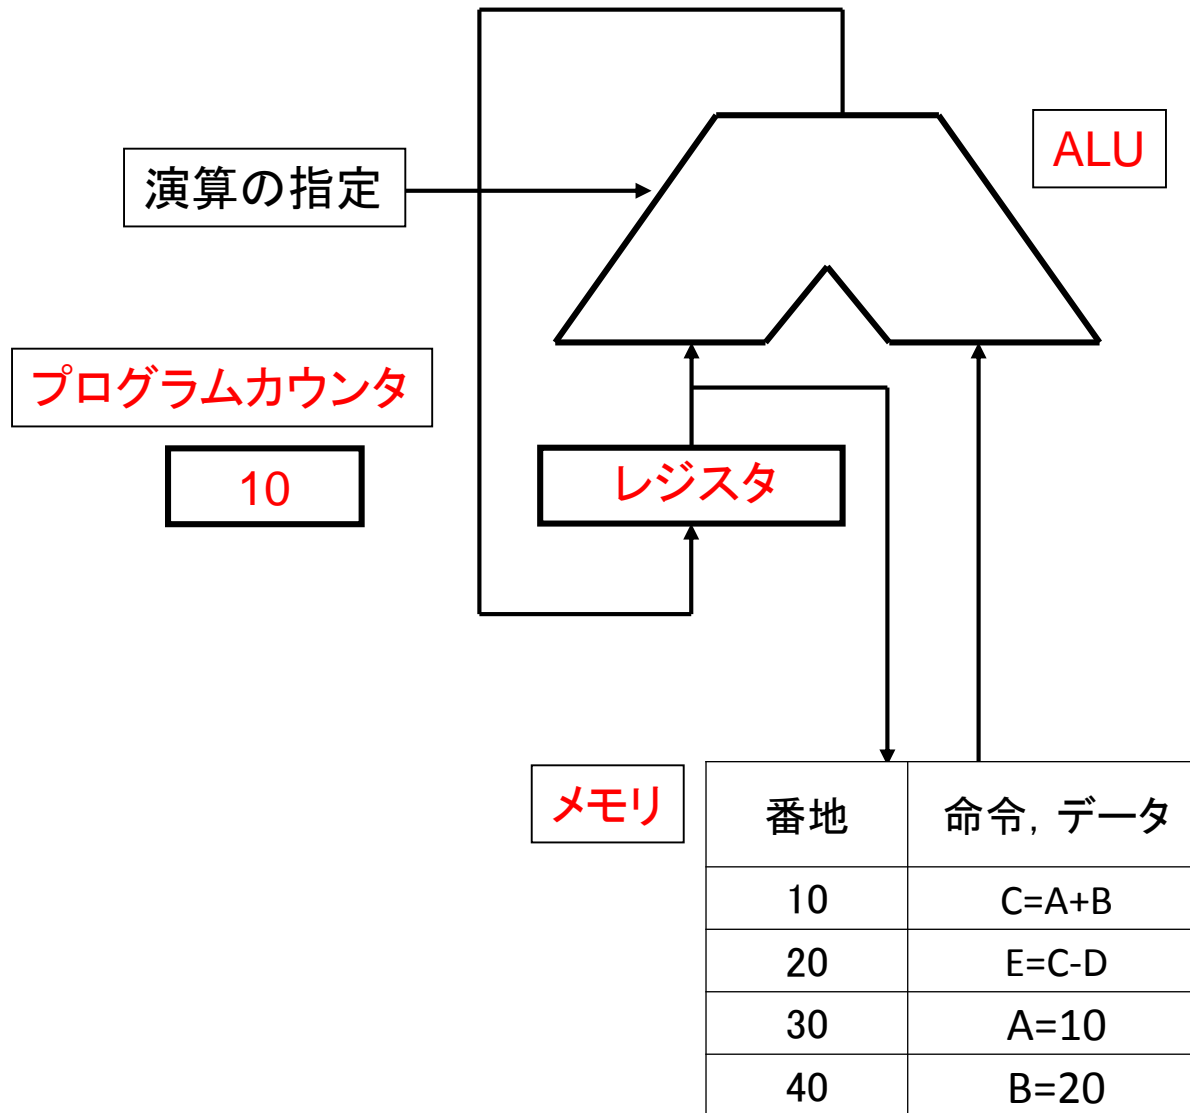 ALU
演算の指定
プログラムカウンタ
10
レジスタ
メモリ
番地 命令, データ
10 C=A+B
20 E=C-D
30 A=10
40 B=20